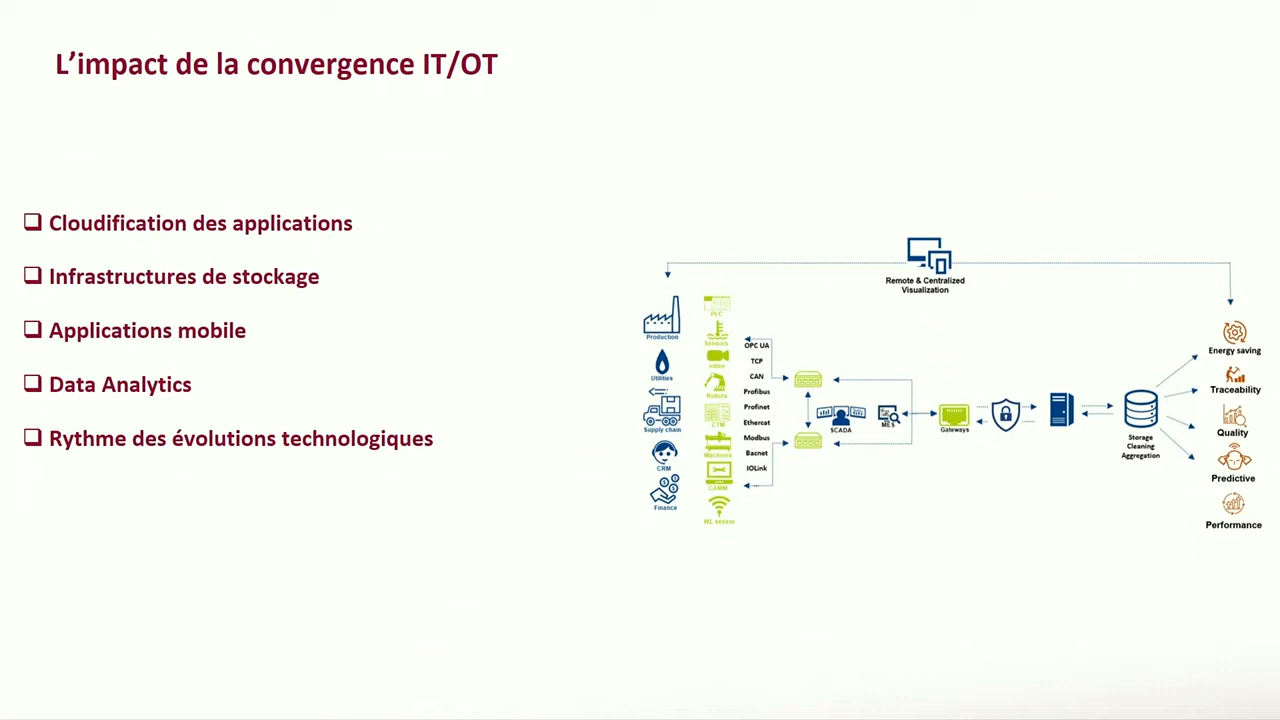 L’impact de la convergence IT/OT
Cloudification des applications
Infrastructures de stockage
Applications mobile
Data Analytics
Rythme des évolutions technologiques
Remote & Centralized
Visualization
Production
Utilities
Supply chain
CRM
Finance
PLC
Sensors
video
Robots
CTM
Machines
CAMM
WL sensor
OPC UA
TCP
CAN
Profibus
Profinet
Ethercat
Modbus
Bacnet
IOLink
SCADA
MES
Gateways
Storage
Cleaning
Aggregation
Energy saving
Traceability
Quality
Predictive
Performance